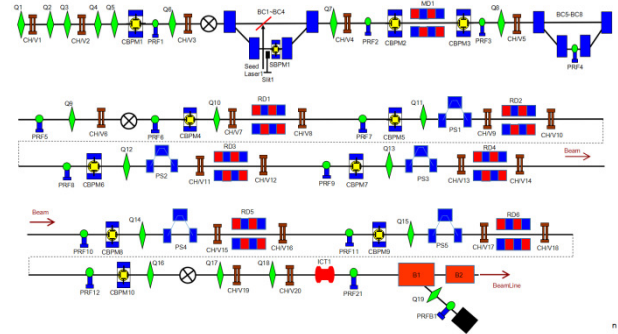 Q1 Q2 Q3 Q4 Q5 Q6 BC1~BC4 Q7 MD1 Q8 BC5-BC8
CH/V1 CH/V2 CBPM1 PRF1 CH/V3 Seed Laser1 Slit1 SBPM1 CH/V4 PRF2 CBPM2 CBPM3 PRF3 CH/V5 PRF4
Q9 Q10 RD1 Q11 RD2
PRF5 CH/V6 PRF6 CBPM4 CH/V7 CH/V8 PRF7 CBPM5 PS1 CH/V9 CH/V10
Q12 RD3 Q13 RD4 Beam
PRF8 CBPM6 PS2 CH/V11 CH/V12 PRF9 CBPM7 PS3 CH/V13 CH/V14
Beam Q14 RD5 Q15 RD6
PRF10 CBPM8 PS4 CH/V15 CH/V16 PRF11 CBPM9 PS5 CH/V17 CH/V18
Q16 Q17 Q18 ICT1 B1 B2 BeamLine
PRF12 CBPM10 CH/V19 CH/V20 PRF21 Q19
PRFB1
n